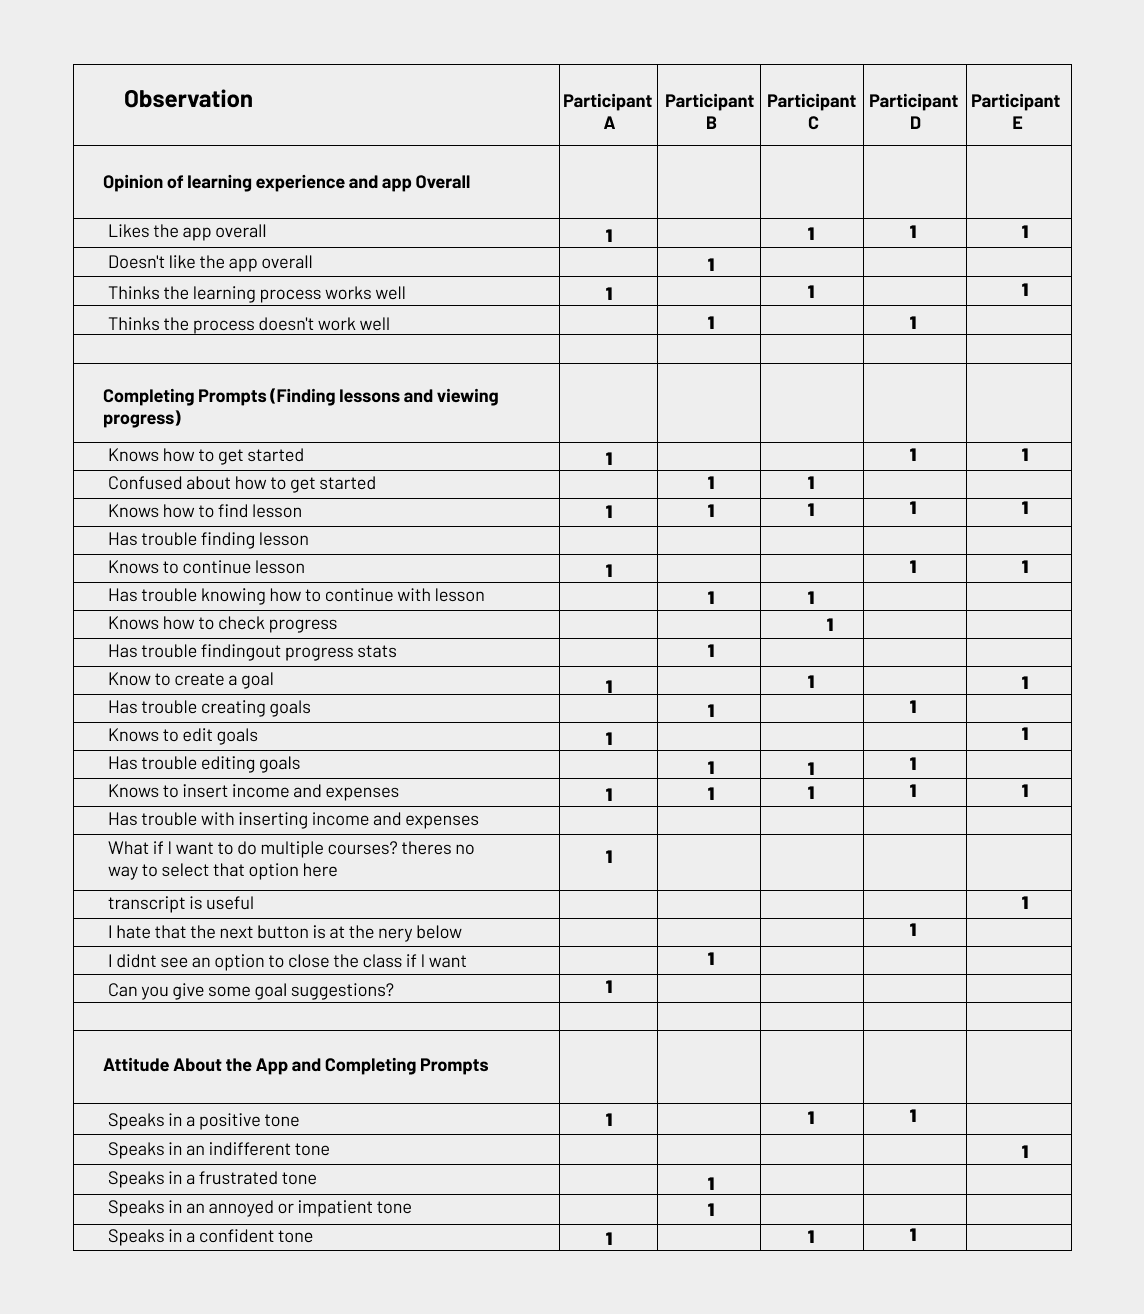 Observation Participant A Participant B Participant C Participant D Participant E
Opinion of learning experience and app Overall
Likes the app overall 1 1 1 1
Doesn't like the app overall 1
Thinks the learning process works well 1 1 1
Thinks the process doesn't work well 1 1
Completing Prompts (Finding lessons and viewing
progress)
Knows how to get started 1 1 1
Confused about how to get started 1 1
Knows how to find lesson 1 1 1 1 1
Has trouble finding lesson
Knows to continue lesson 1 1 1
Has trouble knowing how to continue with lesson 1 1
Knows how to check progress 1
Has trouble findingout progress stats 1
Know to create a goal 1 1 1
Has trouble creating goals 1 1
Knows to edit goals 1 1
Has trouble editing goals 1 1 1
Knows to insert income and expenses 1 1 1 1 1
Has trouble with inserting income and expenses
What if I want to do multiple courses? theres no
way to select that option here 1
transcript is useful 1
I hate that the next button is at the nery below 1
I didnt see an option to close the class if I want 1
Can you give some goal suggestions? 1
Attitude About the App and Completing Prompts
Speaks in a positive tone 1 1 1
Speaks in an indifferent tone 1
Speaks in a frustrated tone 1
Speaks in an annoyed or impatient tone 1
Speaks in a confident tone 1 1 1